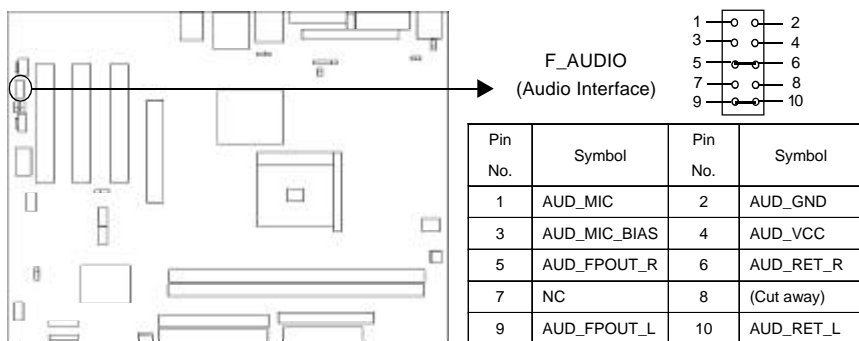 1 2
3 4
5 6
7 8
9 10
F_AUDIO
(Audio Interface)
Pin No. Symbol Pin No. Symbol
1 AUD_MIC 2 AUD_GND
3 AUD_MIC_BIAS 4 AUD_VCC
5 AUD_FPOUT_R 6 AUD_RET_R
7 NC 8 (Cut away)
9 AUD_FPOUT_L 10 AUD_RET_L